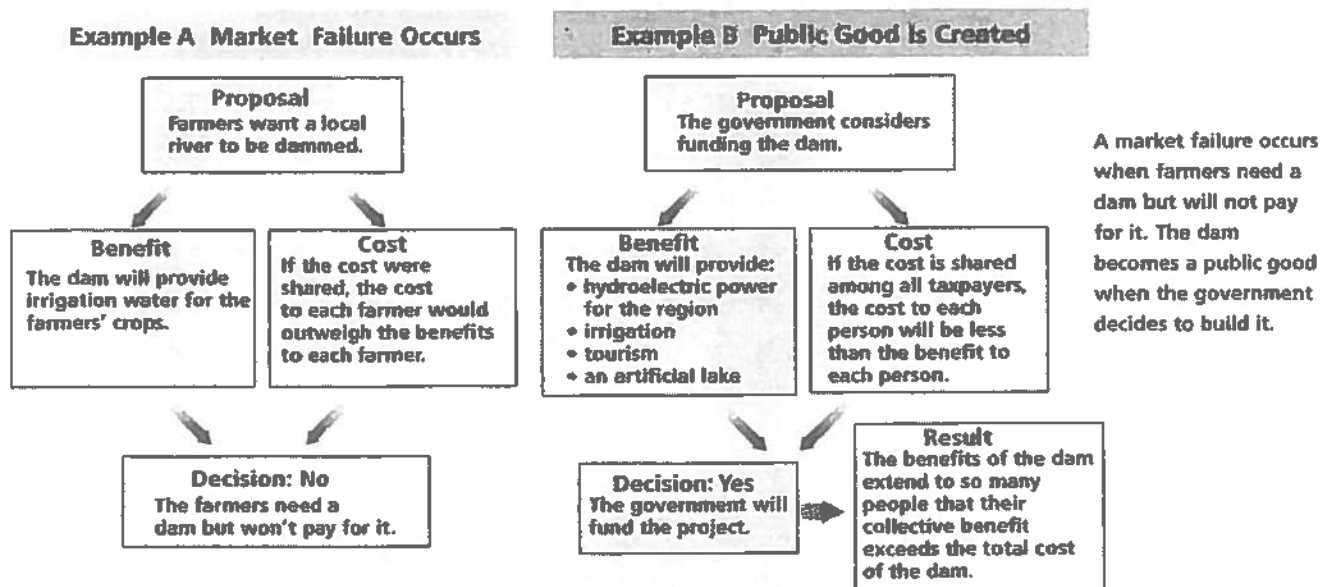 Example A Market Failure Occurs
Proposal
Farmers want a local
river to be dammed.
Benefit
The dam will provide
irrigation water for the
farmers' crops.
Cost
If the cost were
shared, the cost
to each farmer would
outweigh the benefits
to each farmer.
Decision: No
The farmers need a
dam but won't pay for it.
Example B Public Good Is Created
Proposal
The government considers
funding the dam.
Benefit
The dam will provide:
• hydroelectric power
for the region
• irrigation
• tourism
• an artificial lake
Cost
If the cost is shared
among all taxpayers,
the cost to each
person will be less
than the benefit to
each person.
Decision: Yes
The government will
fund the project.
Result
The benefits of the dam
extend to so many
people that their
collective benefit
exceeds the total cost
of the dam.
A market failure occurs
when farmers need a
dam but will not pay
for it. The dam
becomes a public good
when the government
decides to build it.